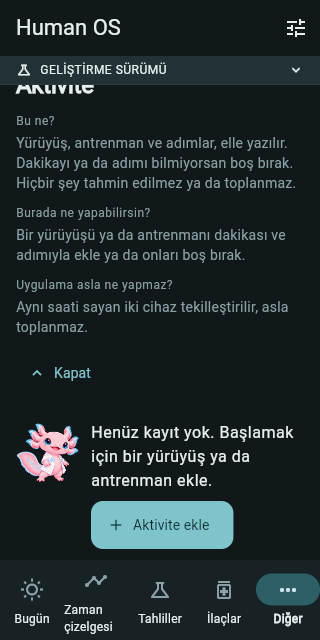 Human OS
GELİŞTİRME SÜRÜMÜ
Aktivite
Bu ne?
Yürüyüş, antrenman ve adımlar, elle yazılır.
Dakikayı ya da adımı bilmiyorsan boş bırak.
Hiçbir şey tahmin edilmez ya da toplanmaz.
Burada ne yapabilirsin?
Bir yürüyüşü ya da antrenmanı dakikası ve
adımıyla ekle ya da onları boş bırak.
Uygulama asla ne yapmaz?
Aynı saati sayan iki cihaz tekilleştirilir, asla
toplanmaz.
Kapat
Henüz kayıt yok. Başlamak
için bir yürüyüş ya da
antrenman ekle.
Aktivite ekle
Bugün
Zaman
çizelgesi
Tahliller
İlaçlar
Diğer